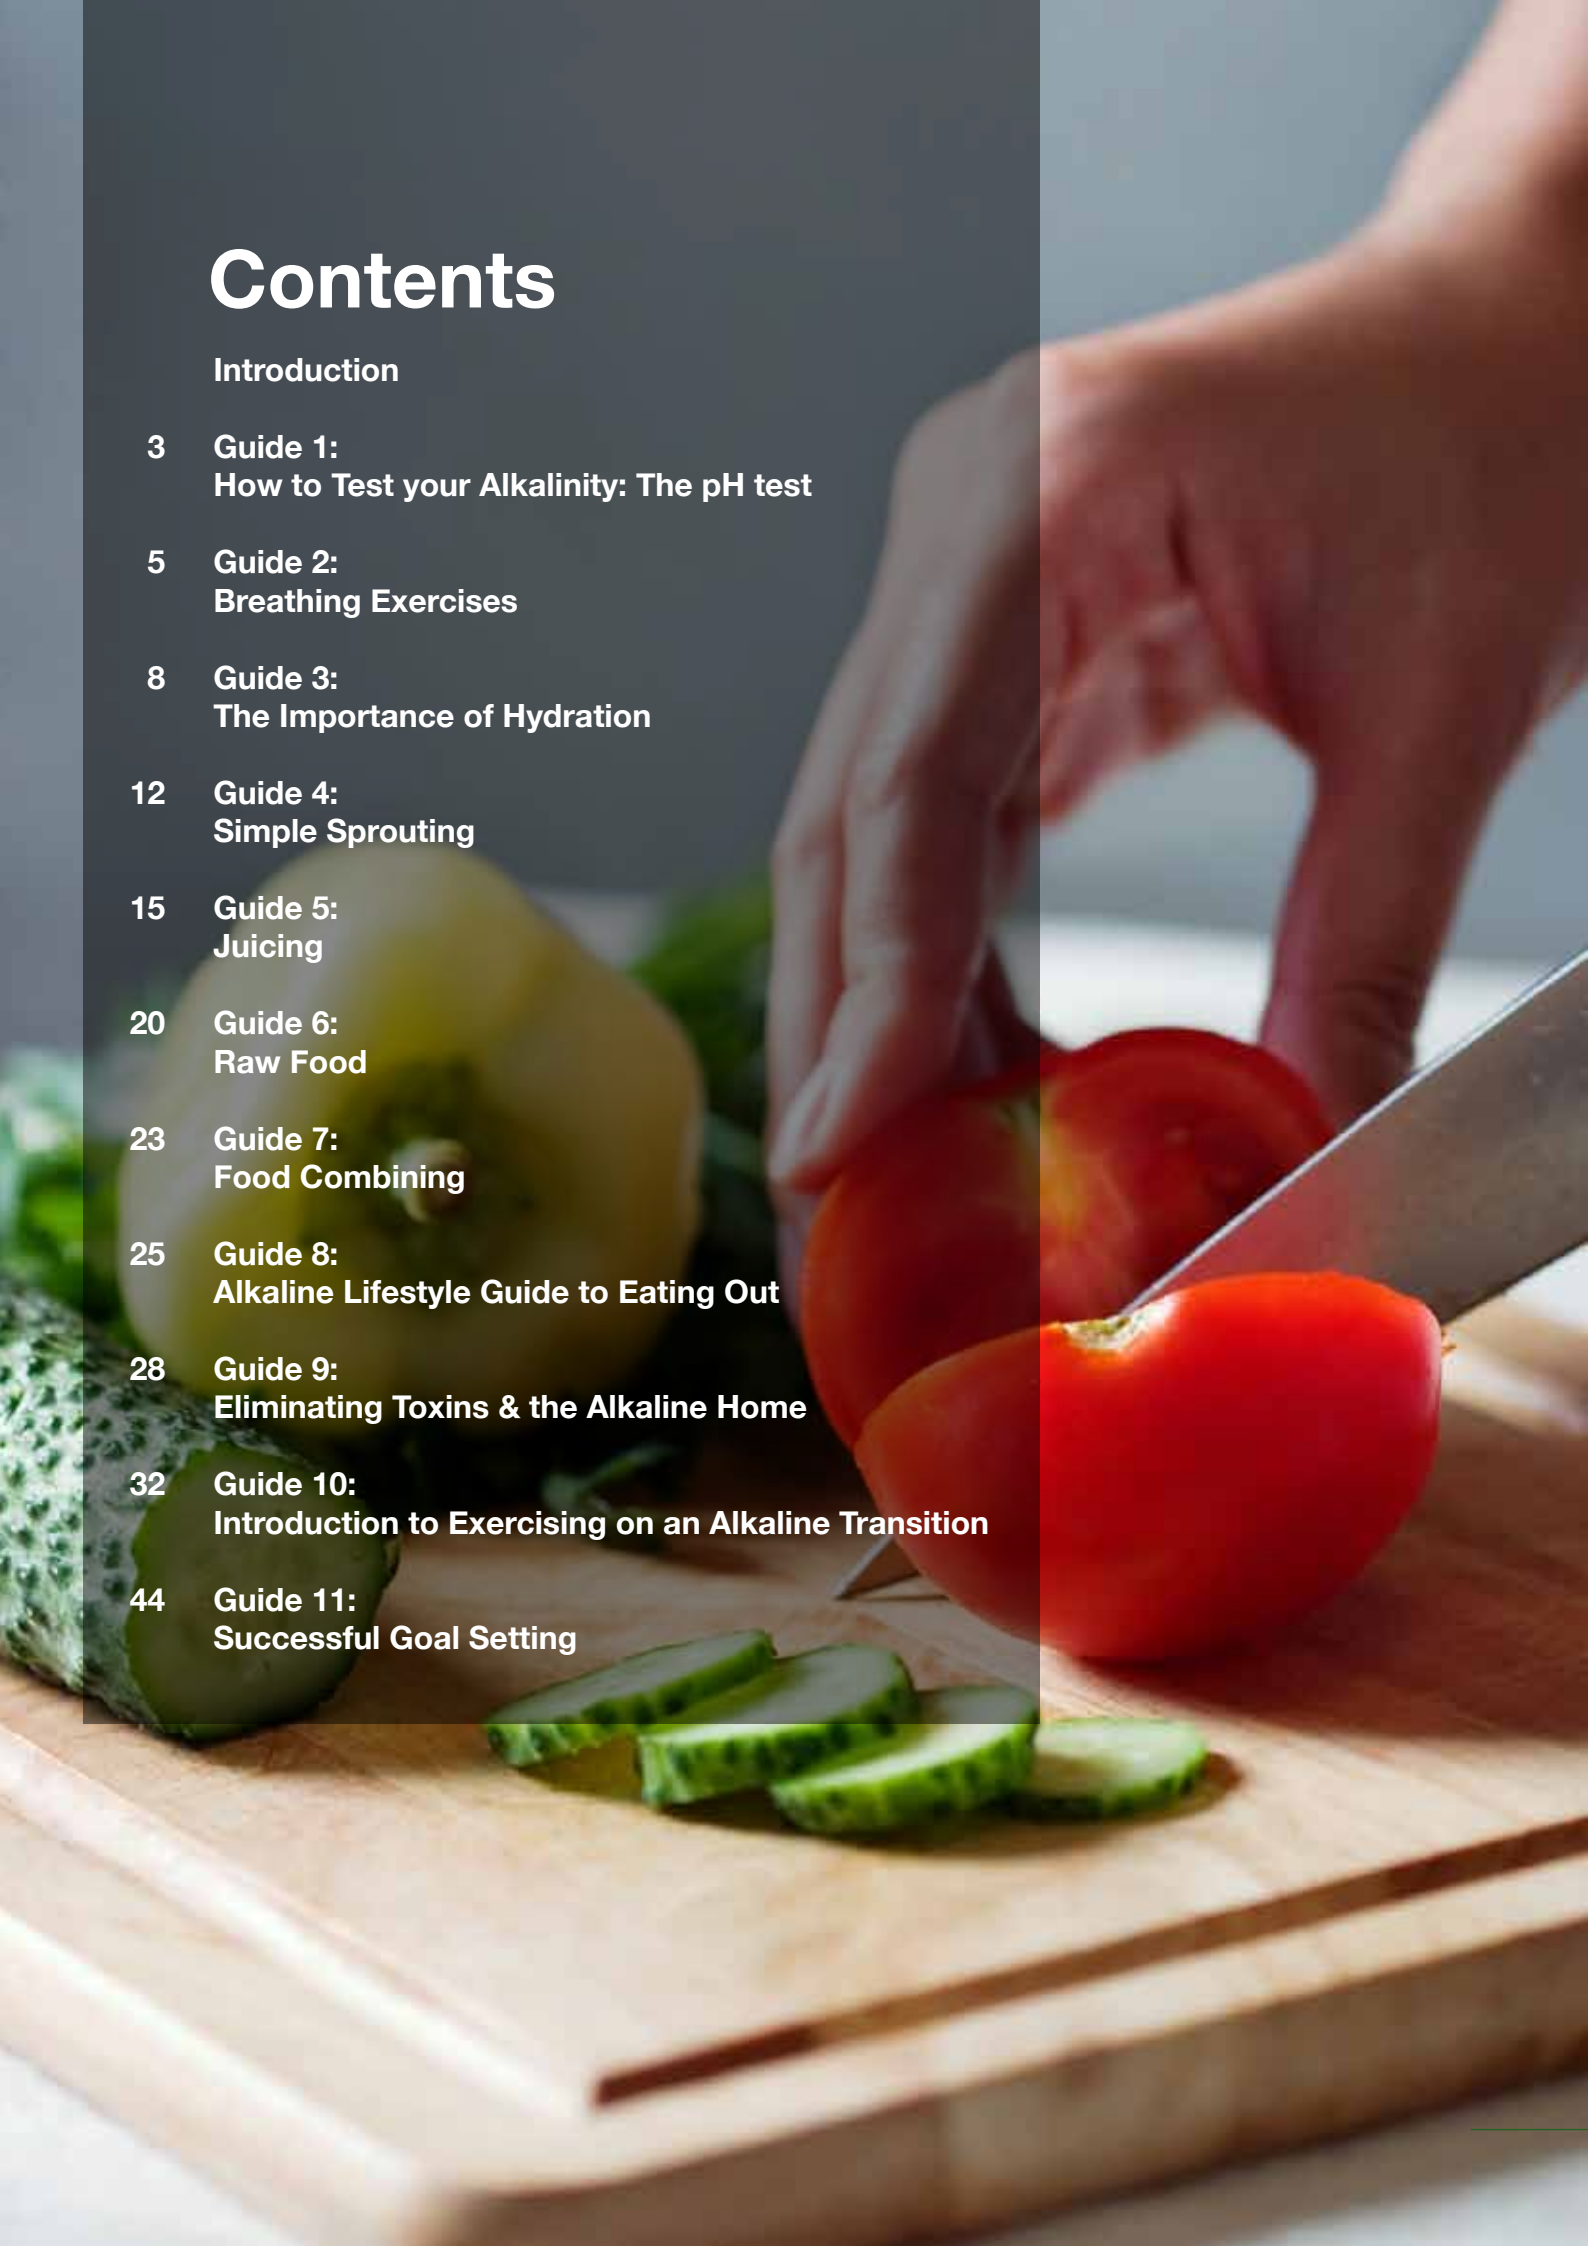 Contents
Introduction
3 Guide 1:
How to Test your Alkalinity: The pH test
5 Guide 2:
Breathing Exercises
8 Guide 3:
The Importance of Hydration
12 Guide 4:
Simple Sprouting
15 Guide 5:
Juicing
20 Guide 6:
Raw Food
23 Guide 7:
Food Combining
25 Guide 8:
Alkaline Lifestyle Guide to Eating Out
28 Guide 9:
Eliminating Toxins & the Alkaline Home
32 Guide 10:
Introduction to Exercising on an Alkaline Transition
44 Guide 11:
Successful Goal Setting